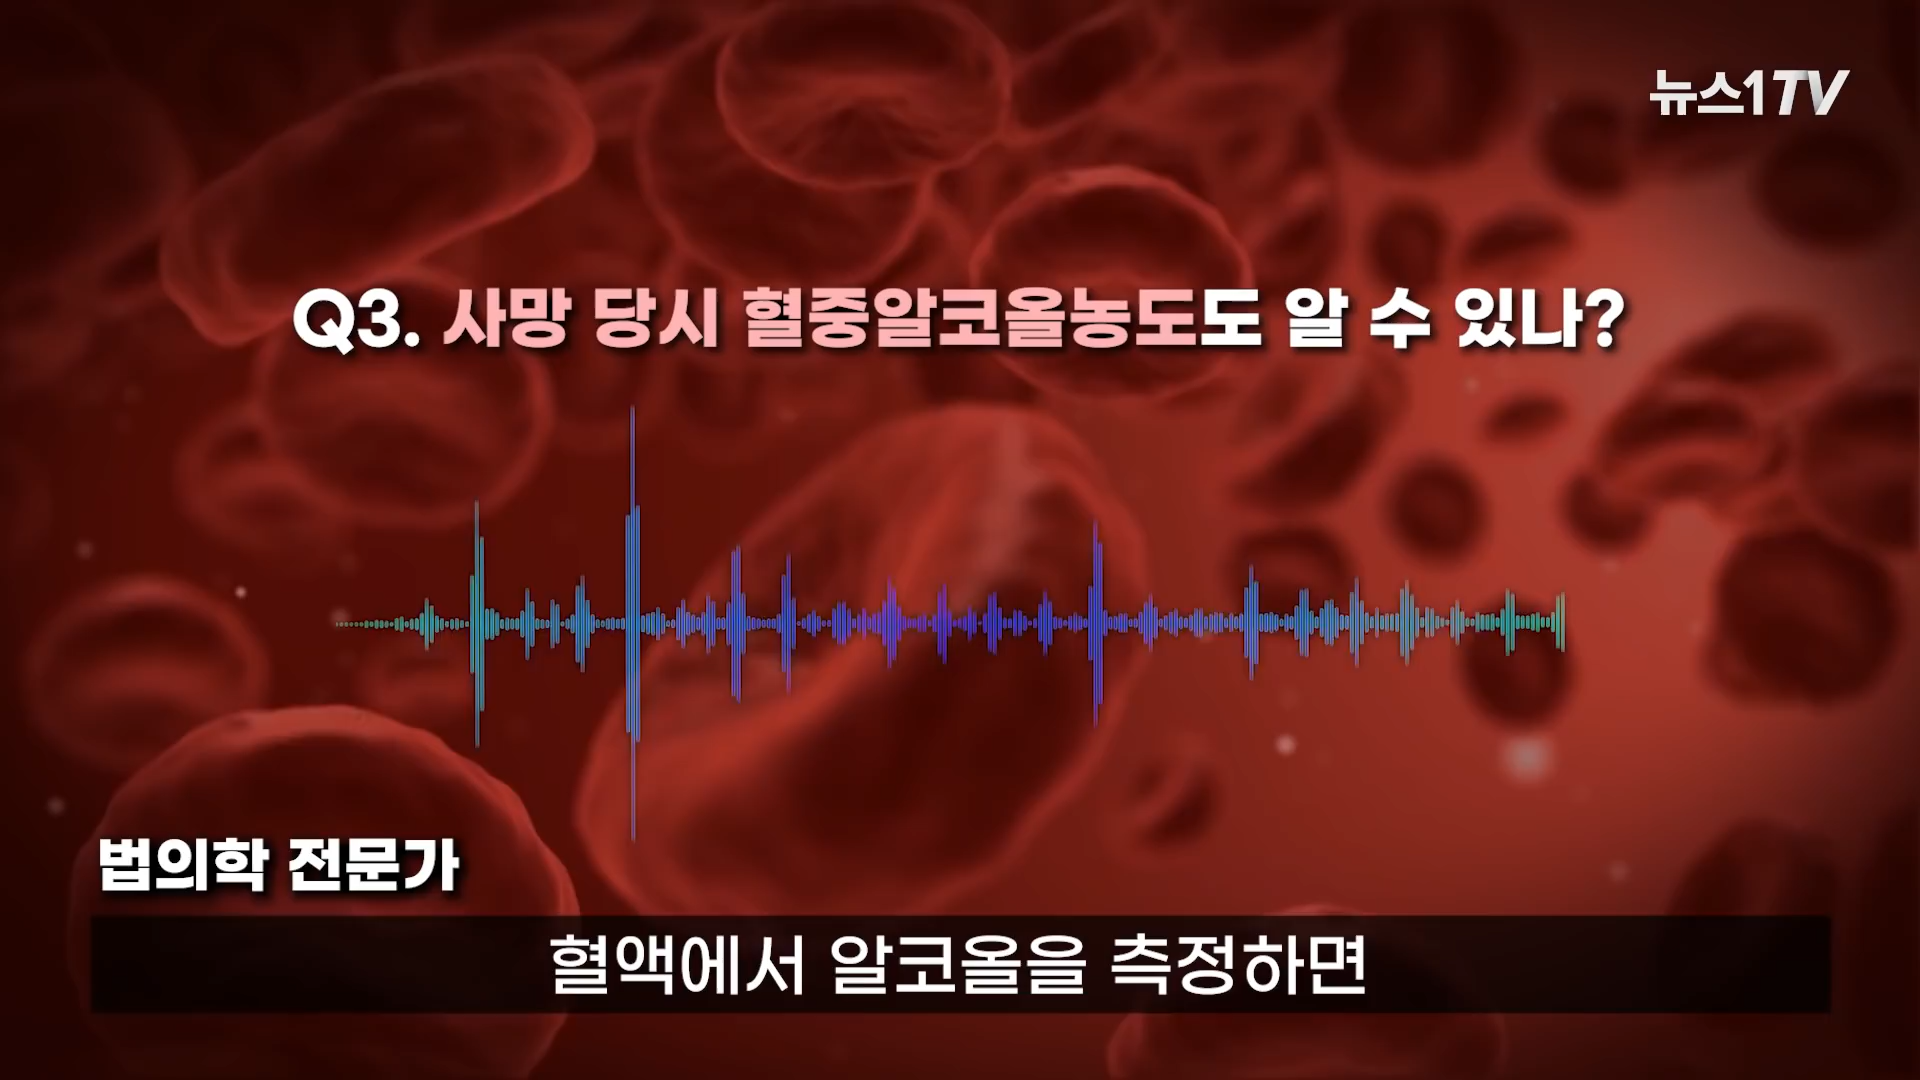 뉴스1TV
Q3. 사망 당시 혈중알코올농도도 알 수 있나?
법의학 전문가
혈액에서 알코올을 측정하면